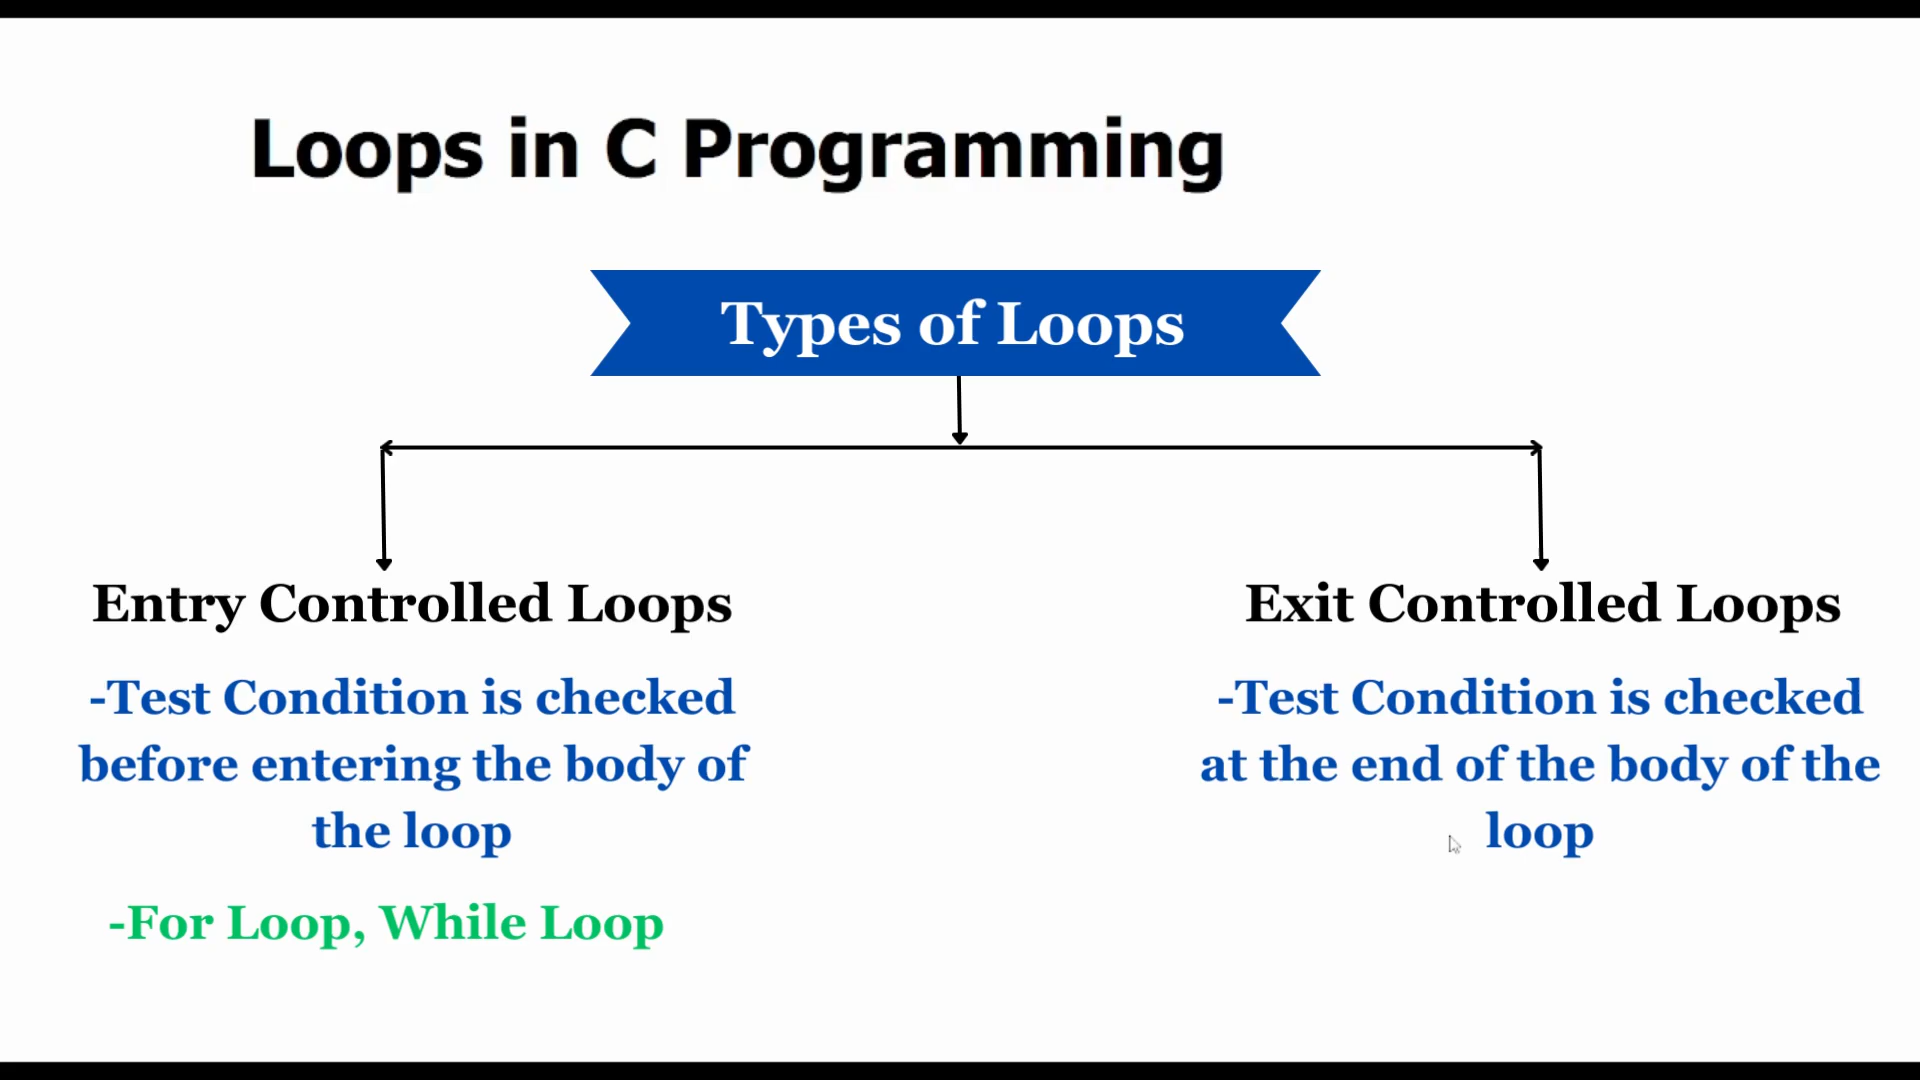 Loops in C Programming
Types of Loops
Entry Controlled Loops
-Test Condition is checked
before entering the body of
the loop
-For Loop, While Loop
Exit Controlled Loops
-Test Condition is checked
at the end of the body of the
loop